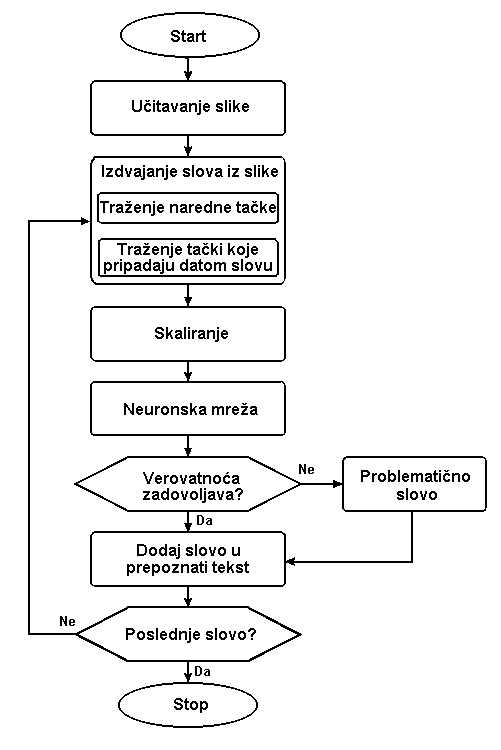 Start
Učitavanje slike
Izdvajanje slova iz slike
Traženje naredne tačke
Traženje tački koje
pripadaju datom slovu
Skaliranje
Neuronska mreža
Verovatnoća
zadovoljava?
Ne
Problematično
slovo
Da
Dodaj slovo u
prepoznati tekst
Ne
Poslednje slovo?
Da
Stop